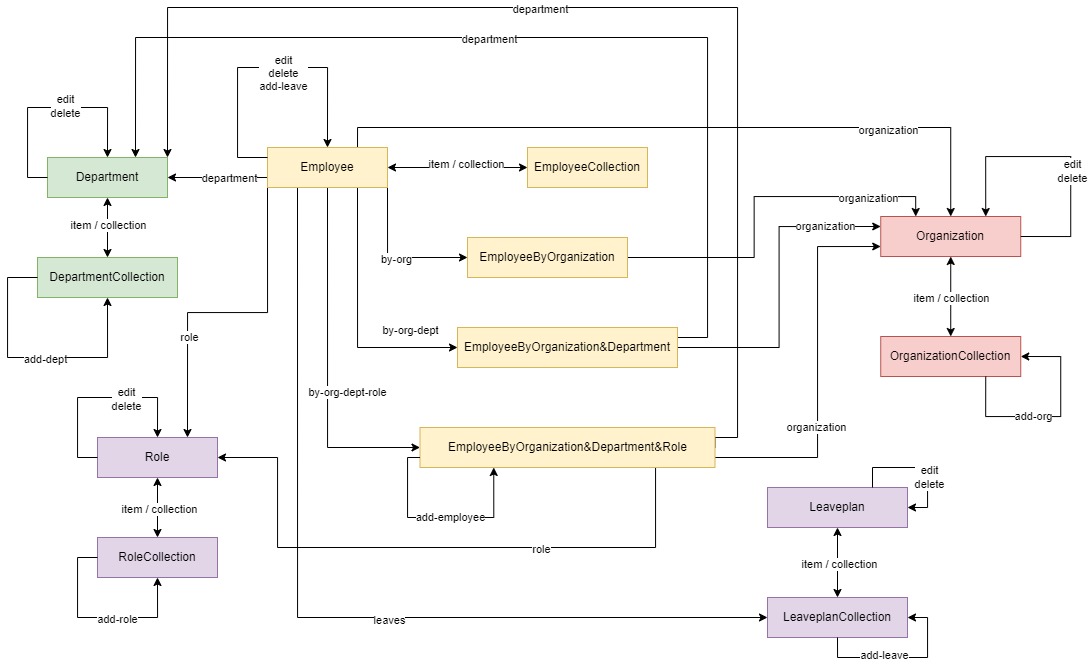 department
department
edit
delete
add-leave
edit
delete
organization
Department
department
Employee
item / collection
EmployeeCollection
edit
delete
organization
item / collection
organization
Organization
by-org
EmployeeByOrganization
DepartmentCollection
item / collection
role
by-org-dept
EmployeeByOrganization&Department
OrganizationCollection
add-dept
by-org-dept-role
edit
delete
add-org
organization
Role
EmployeeByOrganization&Department&Role
edit
delete
item / collection
add-employee
Leaveplan
role
RoleCollection
item / collection
add-role
leaves
LeaveplanCollection
add-leave